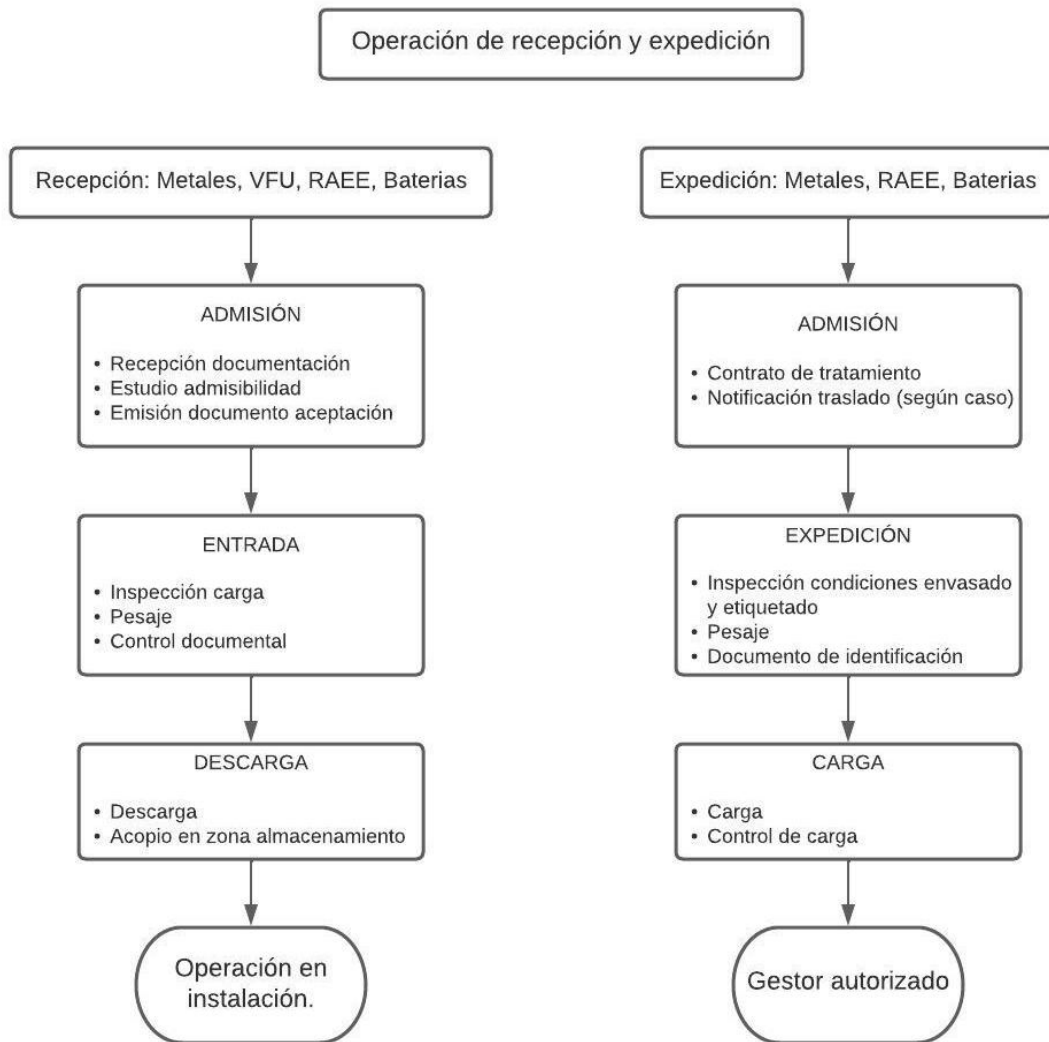 Operación de recepción y expedición
Recepción: Metales, VFU, RAEE, Baterias
ADMISIÓN
• Recepción documentación
• Estudio admisibilidad
• Emisión documento aceptación
ENTRADA
• Inspección carga
• Pesaje
• Control documental
DESCARGA
• Descarga
• Acopio en zona almacenamiento
Operación en
instalación.
Expedición: Metales, RAEE, Baterias
ADMISIÓN
• Contrato de tratamiento
• Notificación traslado (según caso)
EXPEDICIÓN
• Inspección condiciones envasado
y etiquetado
• Pesaje
• Documento de identificación
CARGA
• Carga
• Control de carga
Gestor autorizado